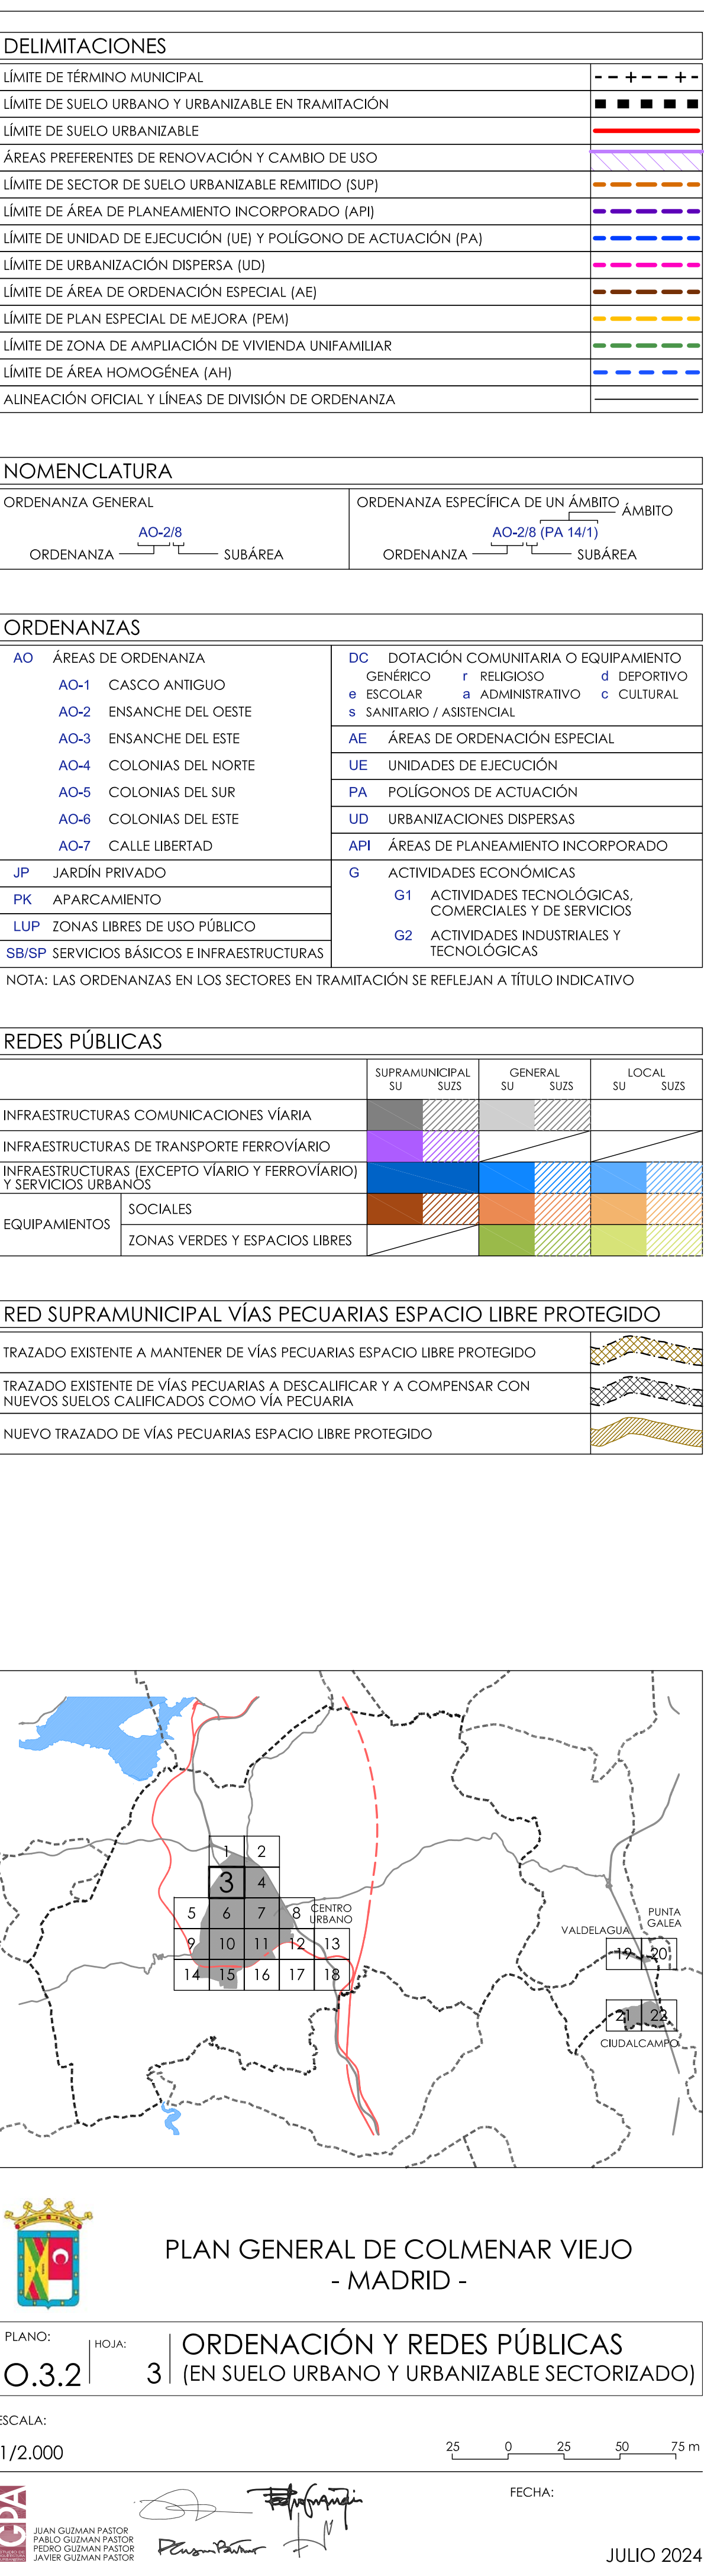 DELIMITACIONES
LÍMITE DE TÉRMINO MUNICIPAL
LÍMITE DE SUELO URBANO Y URBANIZABLE EN TRAMITACIÓN
LÍMITE DE SUELO URBANIZABLE
ÁREAS PREFERENTES DE RENOVACIÓN Y CAMBIO DE USO
LÍMITE DE SECTOR DE SUELO URBANIZABLE REMITIDO (SUP)
LÍMITE DE ÁREA DE PLANEAMIENTO INCORPORADO (API)
LÍMITE DE UNIDAD DE EJECUCIÓN (UE) Y POLÍGONO DE ACTUACIÓN (PA)
LÍMITE DE URBANIZACIÓN DISPERSA (UD)
LÍMITE DE ÁREA DE ORDENACIÓN ESPECIAL (AE)
LÍMITE DE PLAN ESPECIAL DE MEJORA (PEM)
LÍMITE DE ZONA DE AMPLIACIÓN DE VIVIENDA UNIFAMILIAR
LÍMITE DE ÁREA HOMOGÉNEA (AH)
ALINEACIÓN OFICIAL Y LÍNEAS DE DIVISIÓN DE ORDENANZA
NOMENCLATURA
ORDENANZA GENERAL
AO-2/8
ORDENANZA SUBÁREA
ORDENANZA ESPECÍFICA DE UN ÁMBITO
ÁMBITO
AO-2/8 (PA 14/1)
ORDENANZA SUBÁREA
ORDENANZAS
AO ÁREAS DE ORDENANZA
AO-1 CASCO ANTIGUO
AO-2 ENSANCHE DEL OESTE
AO-3 ENSANCHE DEL ESTE
AO-4 COLONIAS DEL NORTE
AO-5 COLONIAS DEL SUR
AO-6 COLONIAS DEL ESTE
AO-7 CALLE LIBERTAD
JP JARDÍN PRIVADO
PK APARCAMIENTO
LUP ZONAS LIBRES DE USO PÚBLICO
SB/SP SERVICIOS BÁSICOS E INFRAESTRUCTURAS
DC DOTACIÓN COMUNITARIA O EQUIPAMIENTO
GENÉRICO r RELIGIOSO d DEPORTIVO
e ESCOLAR a ADMINISTRATIVO c CULTURAL
s SANITARIO / ASISTENCIAL
AE ÁREAS DE ORDENACIÓN ESPECIAL
UE UNIDADES DE EJECUCIÓN
PA POLÍGONOS DE ACTUACIÓN
UD URBANIZACIONES DISPERSAS
API ÁREAS DE PLANEAMIENTO INCORPORADO
G ACTIVIDADES ECONÓMICAS
G1 ACTIVIDADES TECNOLÓGICAS,
COMERCIALES Y DE SERVICIOS
G2 ACTIVIDADES INDUSTRIALES Y
TECNOLÓGICAS
NOTA: LAS ORDENANZAS EN LOS SECTORES EN TRAMITACIÓN SE REFLEJAN A TÍTULO INDICATIVO
REDES PÚBLICAS
SUPRAMUNICIPAL GENERAL LOCAL
SU SUZS SU SUZS SU SUZS
INFRAESTRUCTURAS COMUNICACIONES VÍARIA
INFRAESTRUCTURAS DE TRANSPORTE FERROVÍARIO
INFRAESTRUCTURAS (EXCEPTO VÍARIO Y FERROVÍARIO)
Y SERVICIOS URBANOS
EQUIPAMIENTOS
SOCIALES
ZONAS VERDES Y ESPACIOS LIBRES
RED SUPRAMUNICIPAL VÍAS PECUARIAS ESPACIO LIBRE PROTEGIDO
TRAZADO EXISTENTE A MANTENER DE VÍAS PECUARIAS ESPACIO LIBRE PROTEGIDO
TRAZADO EXISTENTE DE VÍAS PECUARIAS A DESCALIFICAR Y A COMPENSAR CON
NUEVOS SUELOS CALIFICADOS COMO VÍA PECUARIA
NUEVO TRAZADO DE VÍAS PECUARIAS ESPACIO LIBRE PROTEGIDO
1 2
3 4
5 6 7 8
CENTRO
URBANO
9 10 11 12 13
14 15 16 17 18
PUNTA
GALEA
VALDELAGUA
19 20
21 22
CIUDALCAMPO
PLAN GENERAL DE COLMENAR VIEJO
- MADRID -
PLANO:
O.3.2
HOJA:
3
ORDENACIÓN Y REDES PÚBLICAS
(EN SUELO URBANO Y URBANIZABLE SECTORIZADO)
ESCALA:
1/2.000
25 0 25 50 75 m
GPA
JUAN GUZMAN PASTOR
PABLO GUZMAN PASTOR
PEDRO GUZMAN PASTOR
JAVIER GUZMAN PASTOR
FECHA:
JULIO 2024